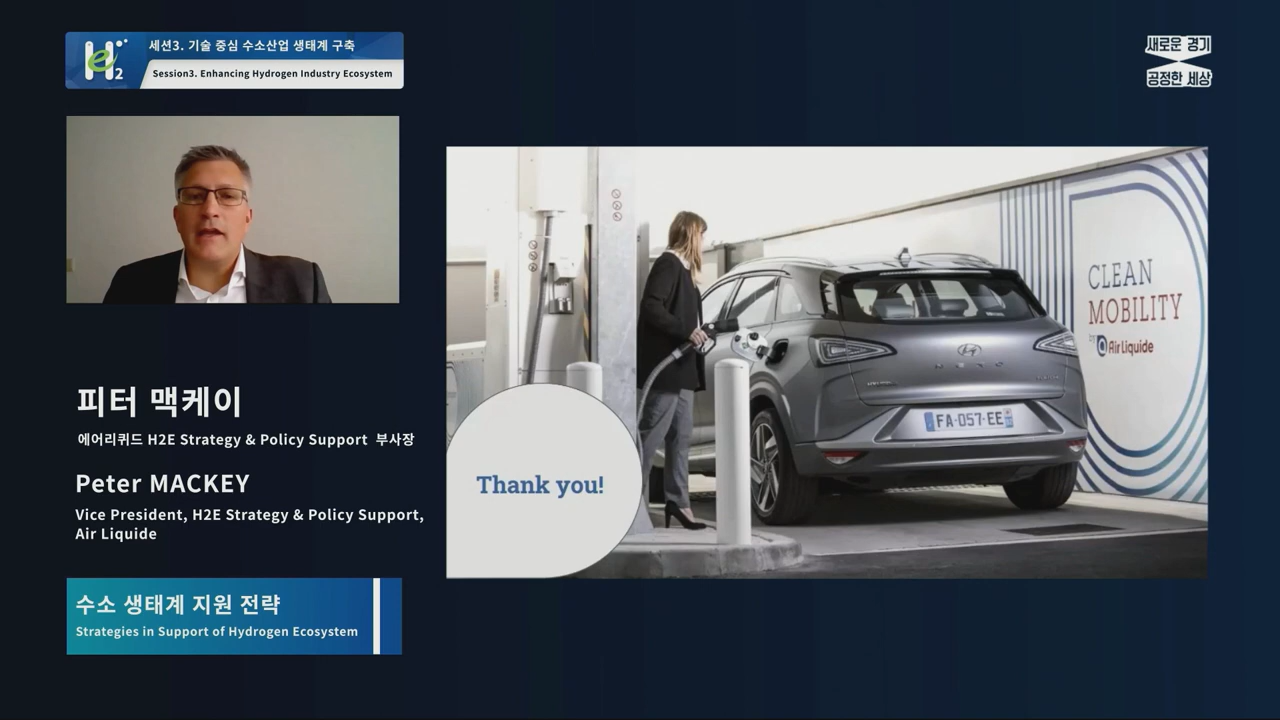 He2
세션3. 기술 중심 수소산업 생태계 구축
Session3. Enhancing Hydrogen Industry Ecosystem
새로운 경기
공정한 세상
피터 맥케이
에어리퀴드 H2E Strategy & Policy Support 부사장
Peter MACKEY
Vice President, H2E Strategy & Policy Support,
Air Liquide
수소 생태계 지원 전략
Strategies in Support of Hydrogen Ecosystem
Thank you!
CLEAN
MOBILITY
by Air Liquide
NEXO
FA-057-EE